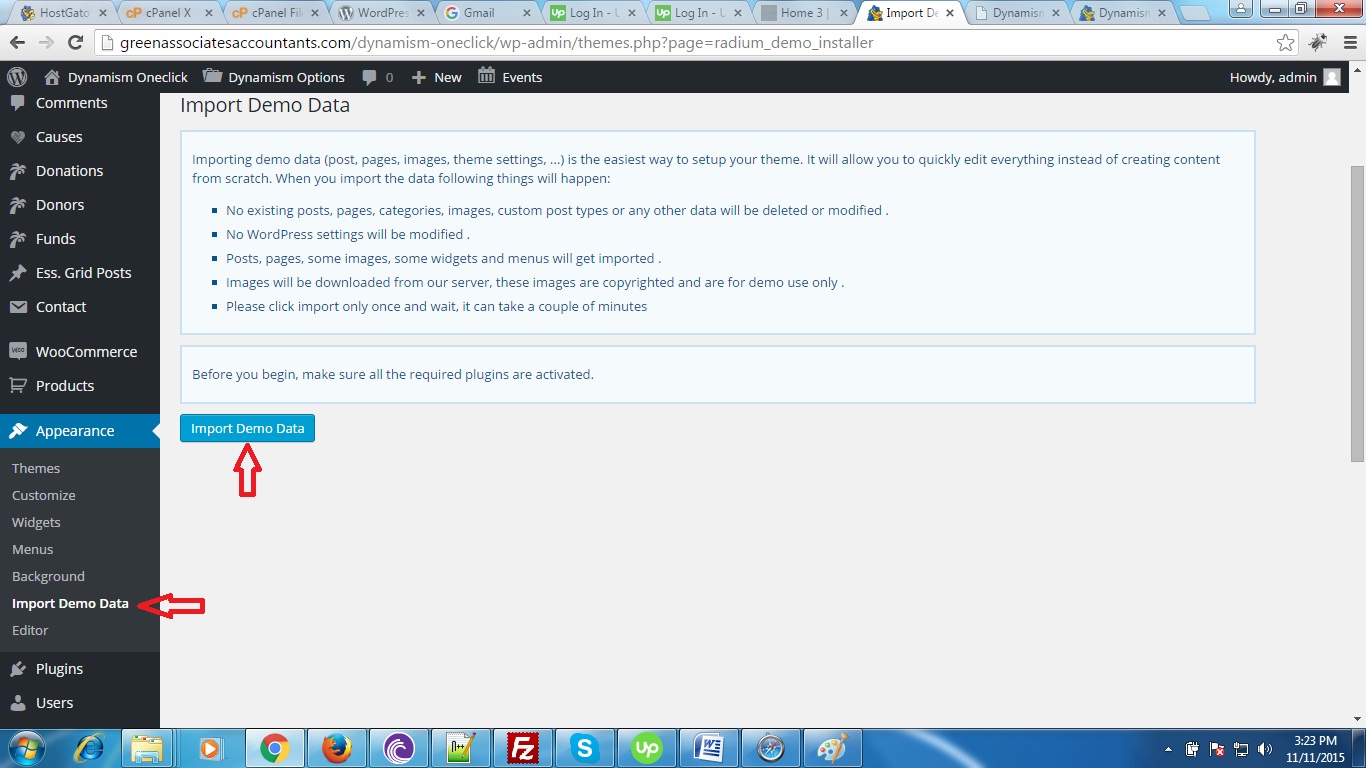 HostGato
cPanel X
cPanel File
WordPres
Gmail
Log In - U
Log In - U
Home 3 |
Import De
Dynamism
Dynamism
greenassociatesaccountants.com/dynamism-oneclick/wp-admin/themes.php?page=radium_demo_installer
Dynamism Oneclick Dynamism Options 0 New Events Howdy, admin
Comments
Causes
Donations
Donors
Funds
Ess. Grid Posts
Contact
WooCommerce
Products
Appearance
Themes
Customize
Widgets
Menus
Background
Import Demo Data
Editor
Plugins
Users
Import Demo Data
Importing demo data (post, pages, images, theme settings, ...) is the easiest way to setup your theme. It will allow you to quickly edit everything instead of creating content
from scratch. When you import the data following things will happen:
No existing posts, pages, categories, images, custom post types or any other data will be deleted or modified .
No WordPress settings will be modified .
Posts, pages, some images, some widgets and menus will get imported .
Images will be downloaded from our server, these images are copyrighted and are for demo use only .
Please click import only once and wait, it can take a couple of minutes
Before you begin, make sure all the required plugins are activated.
Import Demo Data
3:23 PM
11/11/2015